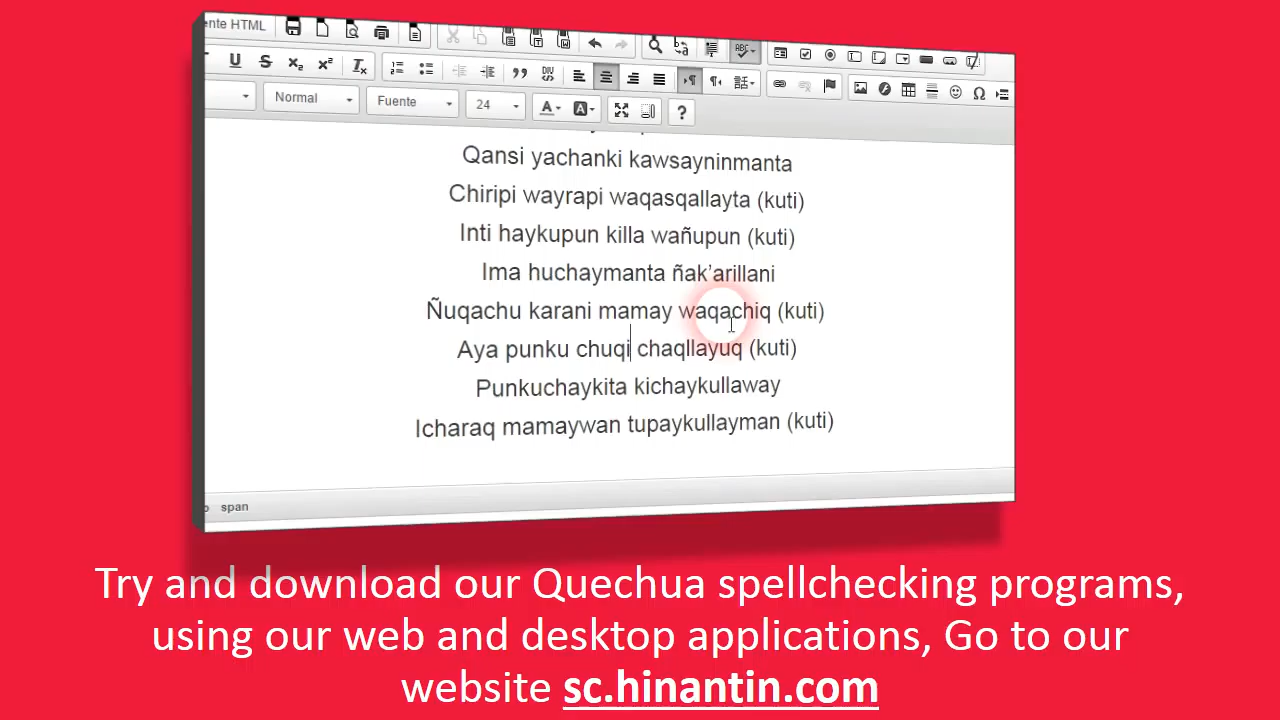 ente HTML
Normal Fuente 24
Qansi yachanki kawsayninmanta
Chiripi wayrapi waqasqallayta (kuti)
Inti haykupun killa wañupun (kuti)
Ima huchaymanta ñak’arillani
Ñuqachu karani mamay waqachiq (kuti)
Aya punku chuqi chaqllayuq (kuti)
Punkuchaykita kichaykullaway
Icharaq mamaywan tupaykullayman (kuti)
span
Try and download our Quechua spellchecking programs,
using our web and desktop applications, Go to our
website sc.hinantin.com